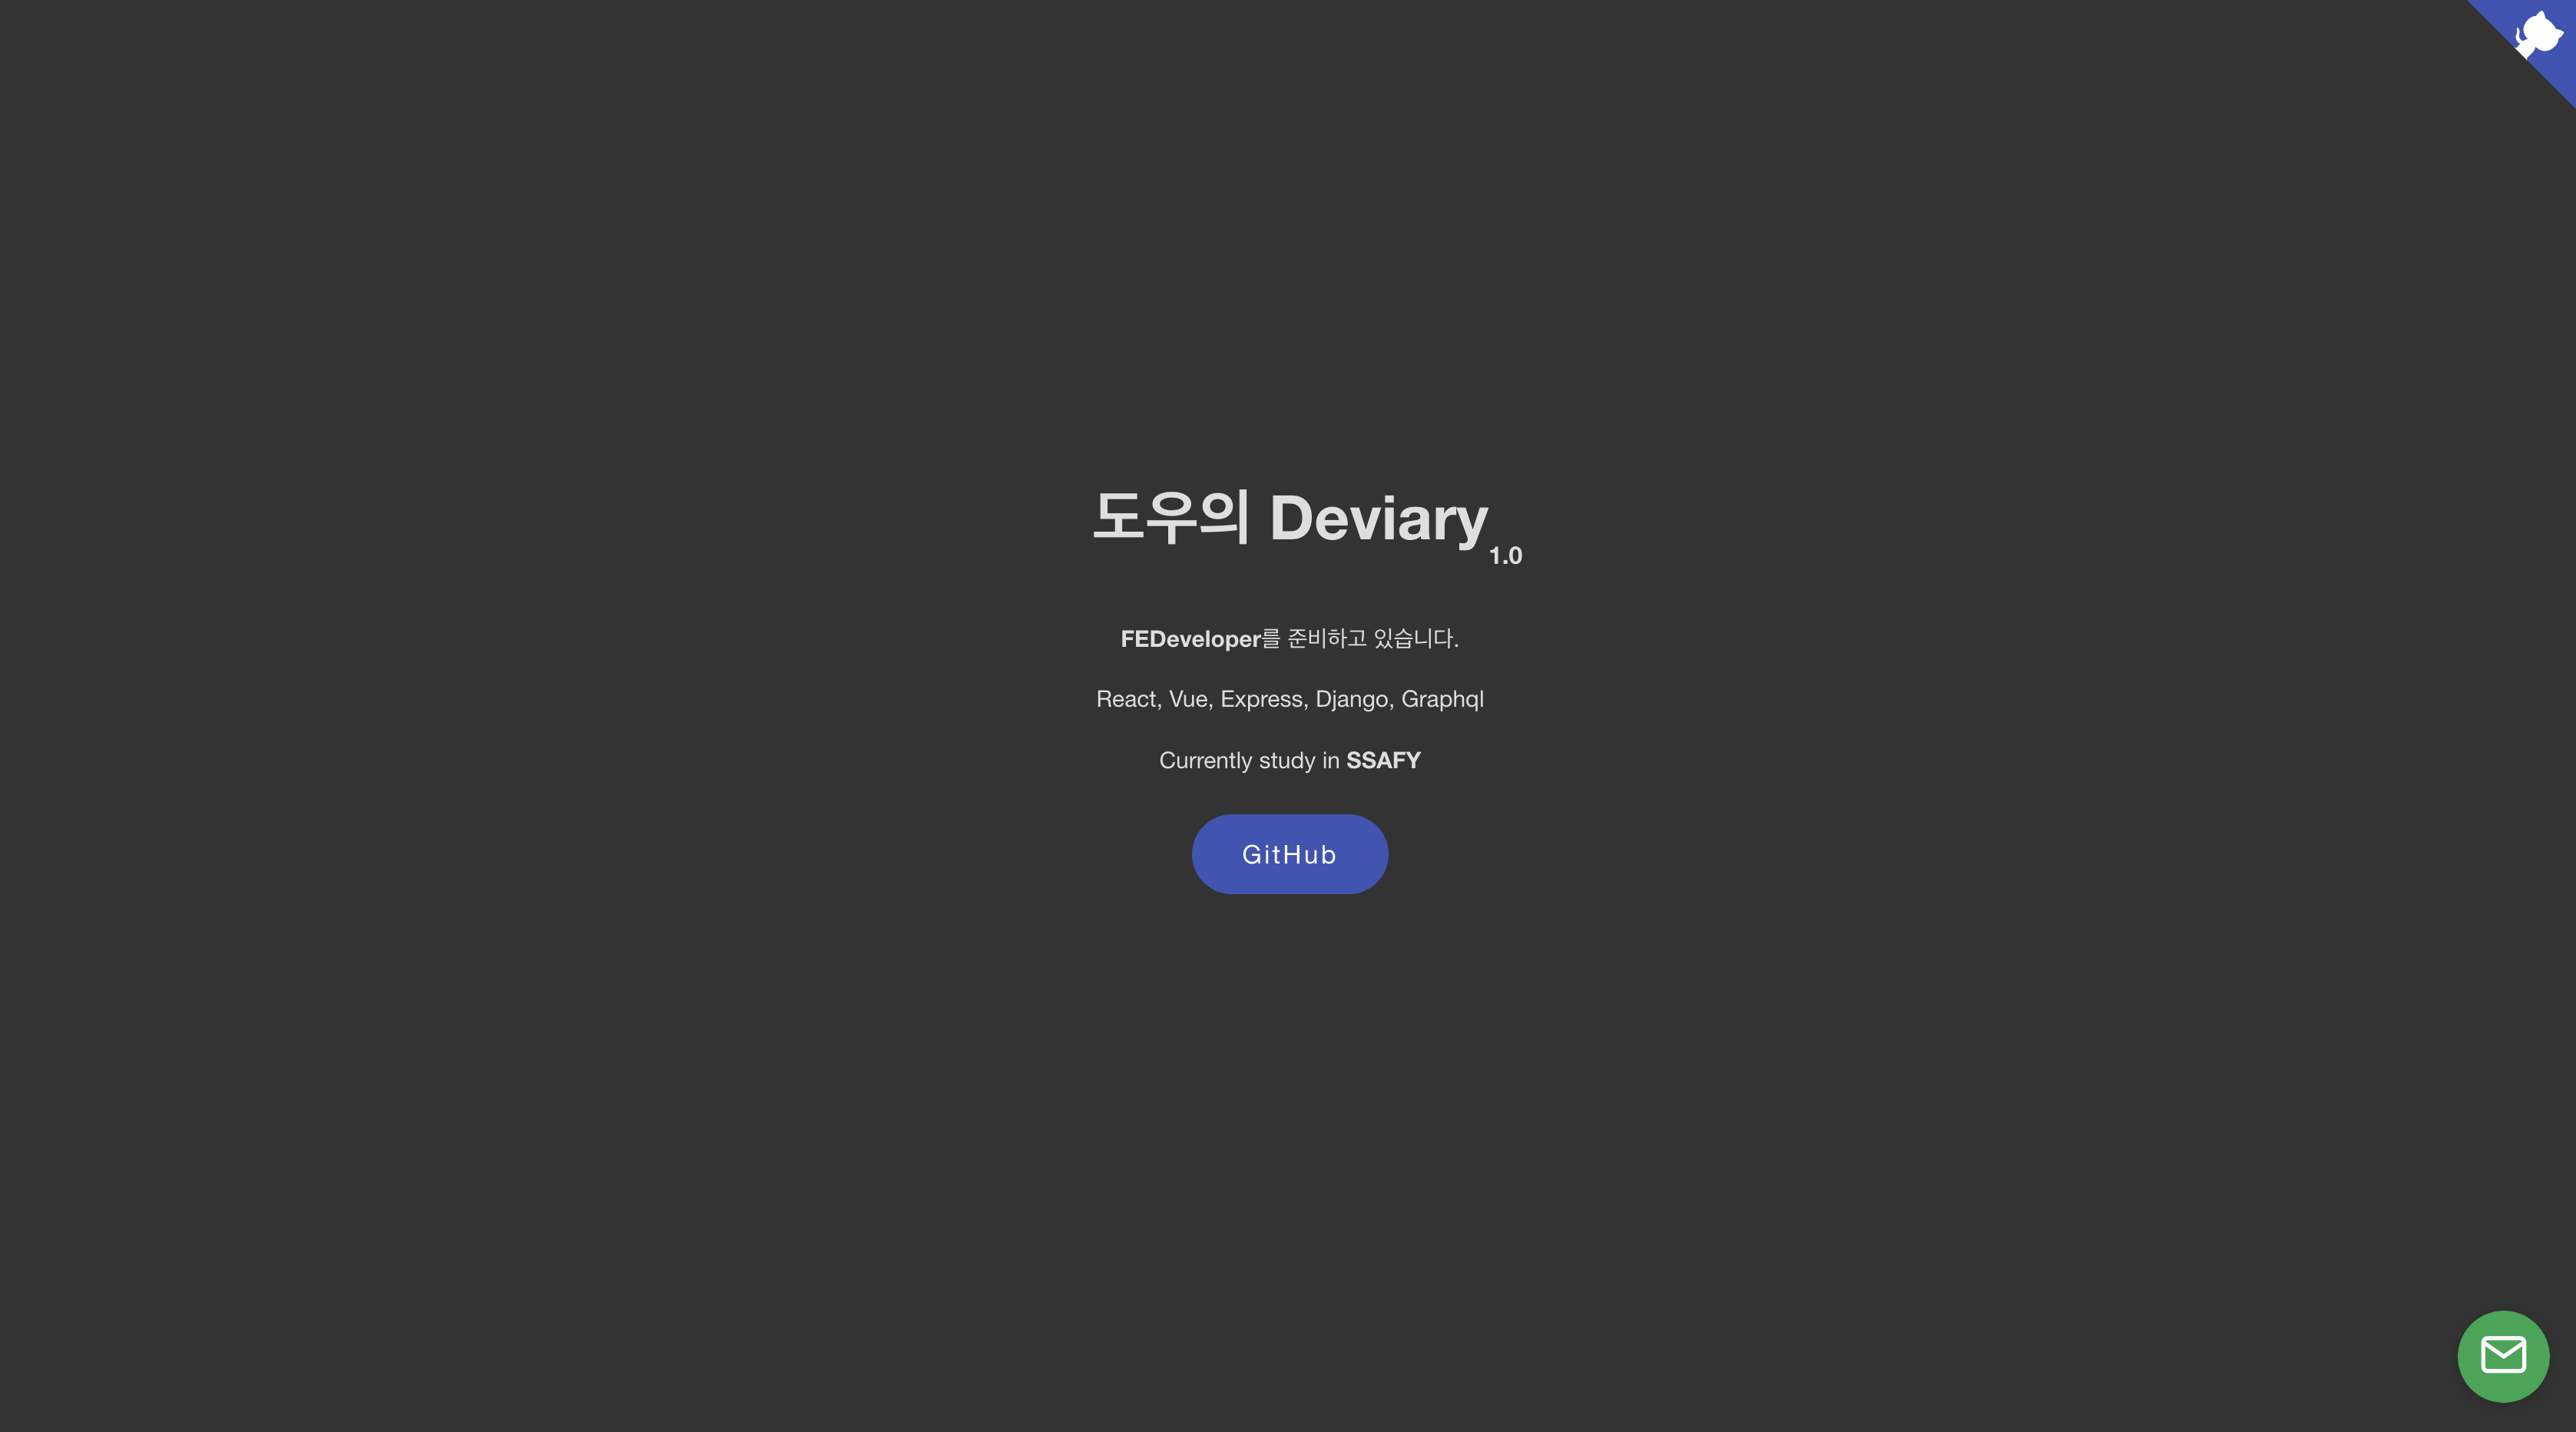 도우의 Deviary 1.0
FEDeveloper를 준비하고 있습니다.
React, Vue, Express, Django, Graphql
Currently study in SSAFY
GitHub